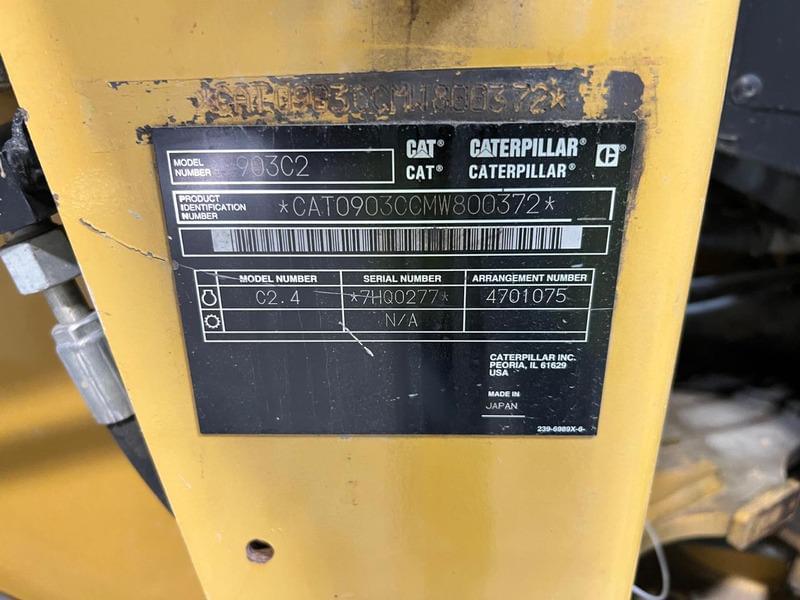 *CAT0903CCMW800372*
MODEL NUMBER 903C2
CAT® CATERPILLAR®
CAT® CATERPILLAR®
PRODUCT IDENTIFICATION NUMBER *CAT0903CCMW800372*
MODEL NUMBER SERIAL NUMBER ARRANGEMENT NUMBER
C2.4 *7HQ0277* 4701075
N/A
CATERPILLAR INC.
PEORIA, IL 61629
USA
MADE IN
JAPAN
239-6989X-6-